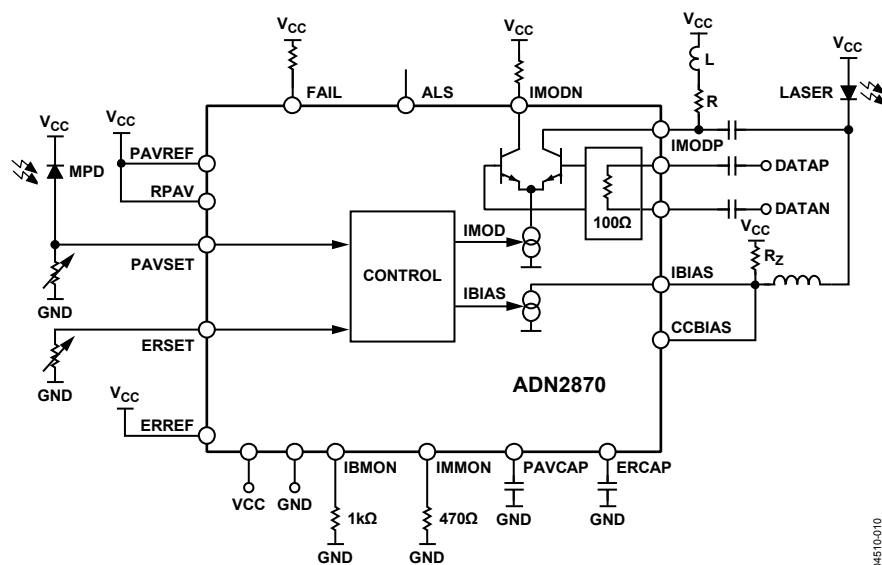 VCC
VCC
VCC
VCC
L
R
LASER
FAIL
ALS
IMODN
IMODP
VCC
VCC
MPD
PAVREF
RPAV
DATAP
DATAN
100Ω
VCC
RZ
PAVSET
GND
CONTROL
IMOD
IBIAS
IBIAS
CCBIAS
ERSET
GND
ADN2870
VCC
ERREF
VCC
GND
IBMON
IMMON
PAVCAP
ERCAP
1kΩ
470Ω
GND
GND
GND
GND
04510-010